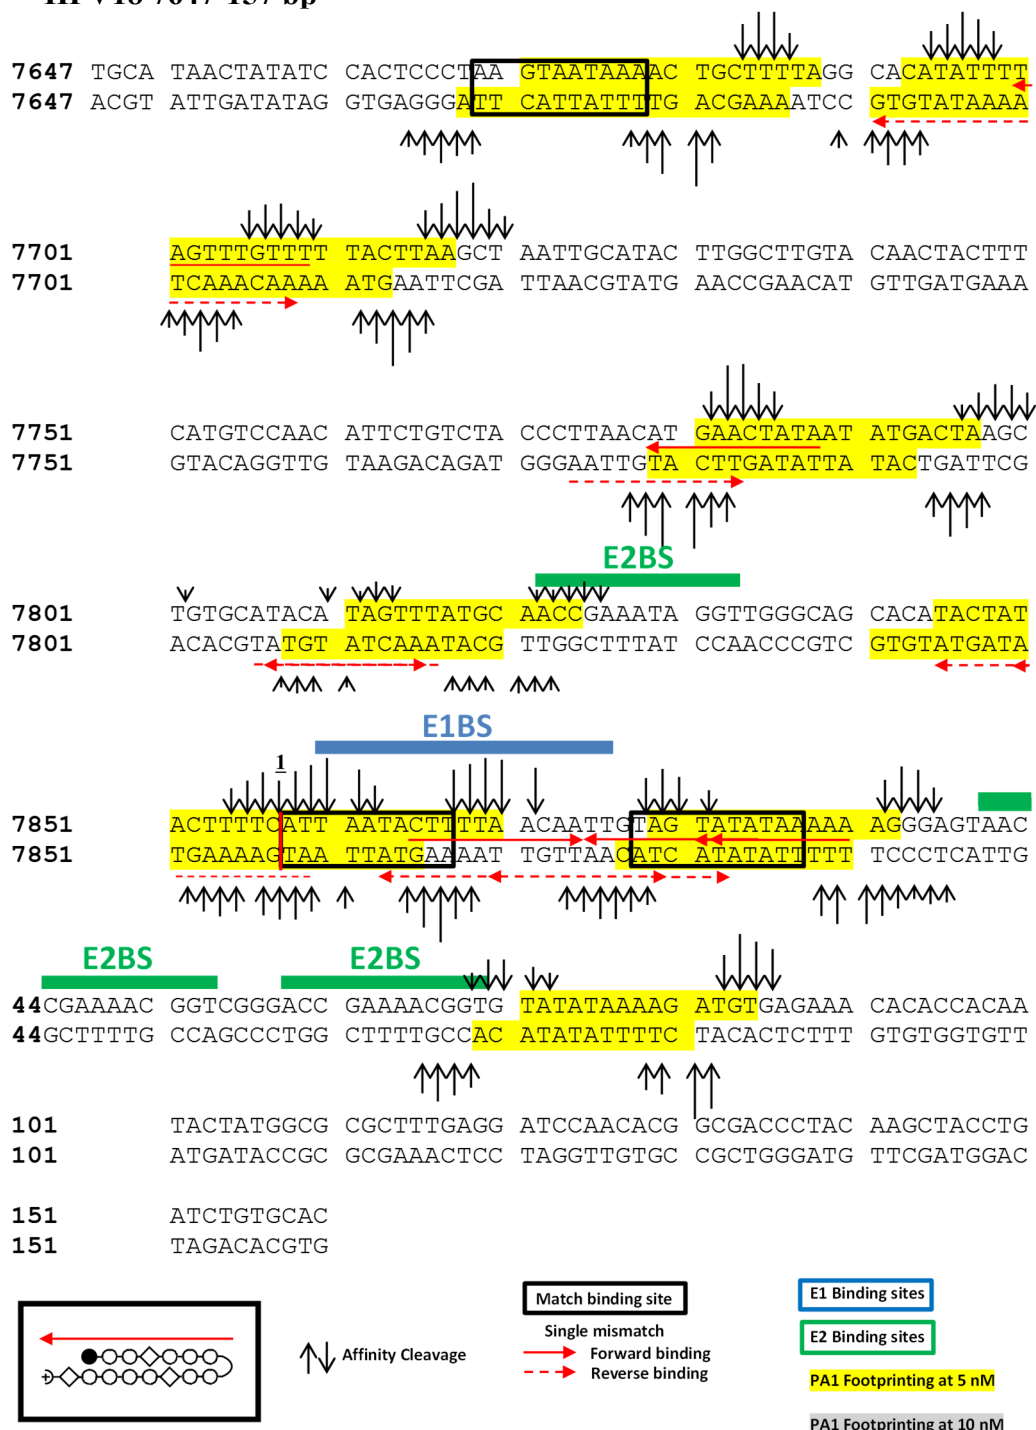 HPV18 7647-157 bp
7647 TGCA TAACTATATC CACTCCCTAA GTAATAAAAC TGCTTTTAGG CACATATTTT
7647 ACGT ATTGATATAG GTGAGGGATT CATTATTTTG ACGAAAATCC GTGTATAAAA
7701 AGTTTGTTTT TACTTAAGCT AATTGCATAC TTGGCTTGTA CAACTACTTT
7701 TCAAACAAAA ATGAATTCGA TTAACGTATG AACCGAACAT GTTGATGAAA
7751 CATGTCCAAC ATTCTGTCTA CCCTTAACAT GAACTATAAT ATGACTAAGC
7751 GTACAGGTTG TAAGACAGAT GGGAATTGTA CTTGATATTA TACTGATTCG
E2BS
7801 TGTGCATACA TAGTTTATGC AACCGAAATA GGTTGGGCAG CACATACTAT
7801 ACACGTATGT ATCAAATACG TTGGCTTTAT CCAACCCGTC GTGTATGATA
E1BS
1
7851 ACTTTTCATT AATACTTTTA ACAATTGTAG TATATAAAAA AGGGAGTAAC
7851 TGAAAAGTAA TTATGAAAAT TGTTAACATC ATATATTTTT TCCCTCATTG
E2BS E2BS
44CGAAAACGGTCGGGACC GAAAACGGTG TATATAAAAG ATGTGAGAAA CACACCACAA
44GCTTTTGCCAGCCCTGG CTTTTGCCAC ATATATTTTC TACACTCTTT GTGTGGTGTT
101 TACTATGGCG CGCTTTGAGG ATCCAACACG GCGACCCTAC AAGCTACCTG
101 ATGATACCGC GCGAAACTCC TAGGTTGTGC CGCTGGGATG TTCGATGGAC
151 ATCTGTGCAC
151 TAGACACGTG
Affinity Cleavage
Match binding site
Single mismatch
Forward binding
Reverse binding
E1 Binding sites
E2 Binding sites
PA1 Footprinting at 5 nM
PA1 Footprinting at 10 nM